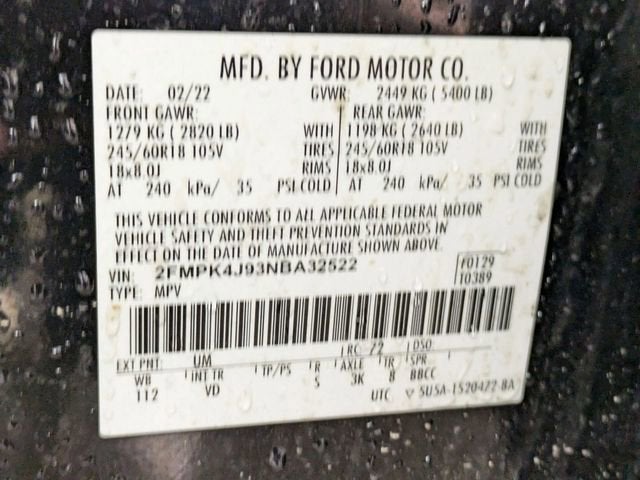 MFD. BY FORD MOTOR CO.
DATE: 02/22 GVWR: 2449 KG ( 5400 LB)
FRONT GAWR: REAR GAWR:
1279 KG ( 2820 LB) WITH 1198 KG ( 2640 LB) WITH
245/60R18 105V TIRES 245/60R18 105V TIRES
18x8.0J RIMS 18x8.0J RIMS
AT 240 kPa/ 35 PSI COLD AT 240 kPa/ 35 PSI COLD
THIS VEHICLE CONFORMS TO ALL APPLICABLE FEDERAL MOTOR
VEHICLE SAFETY AND THEFT PREVENTION STANDARDS IN
EFFECT ON THE DATE OF MANUFACTURE SHOWN ABOVE.
VIN: 2FMPK4J93NBA32522 F0129
TYPE: MPV T0389
EXT PNT: UM RC: 72 DSO:
WB INT TR TP/PS R AXLE TR SPR
112 VD S 3K 8 BBCC
UTC ▽ 5U5A-1520472-BA